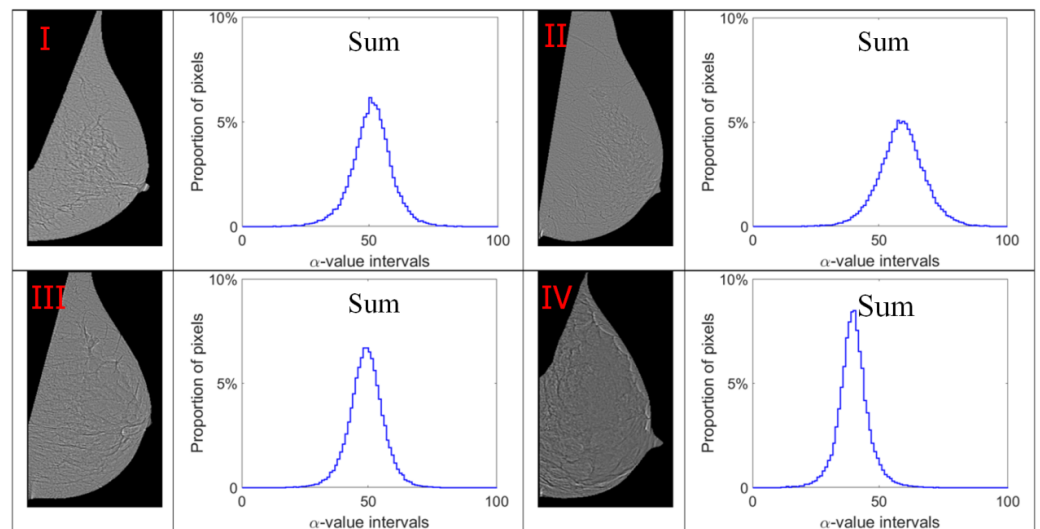 I
10%
Sum
Proportion of pixels
5%
0
0
50
100
α-value intervals
II
10%
Sum
Proportion of pixels
5%
0
0
50
100
α-value intervals
III
10%
Sum
Proportion of pixels
5%
0
0
50
100
α-value intervals
IV
10%
Sum
Proportion of pixels
5%
0
0
50
100
α-value intervals